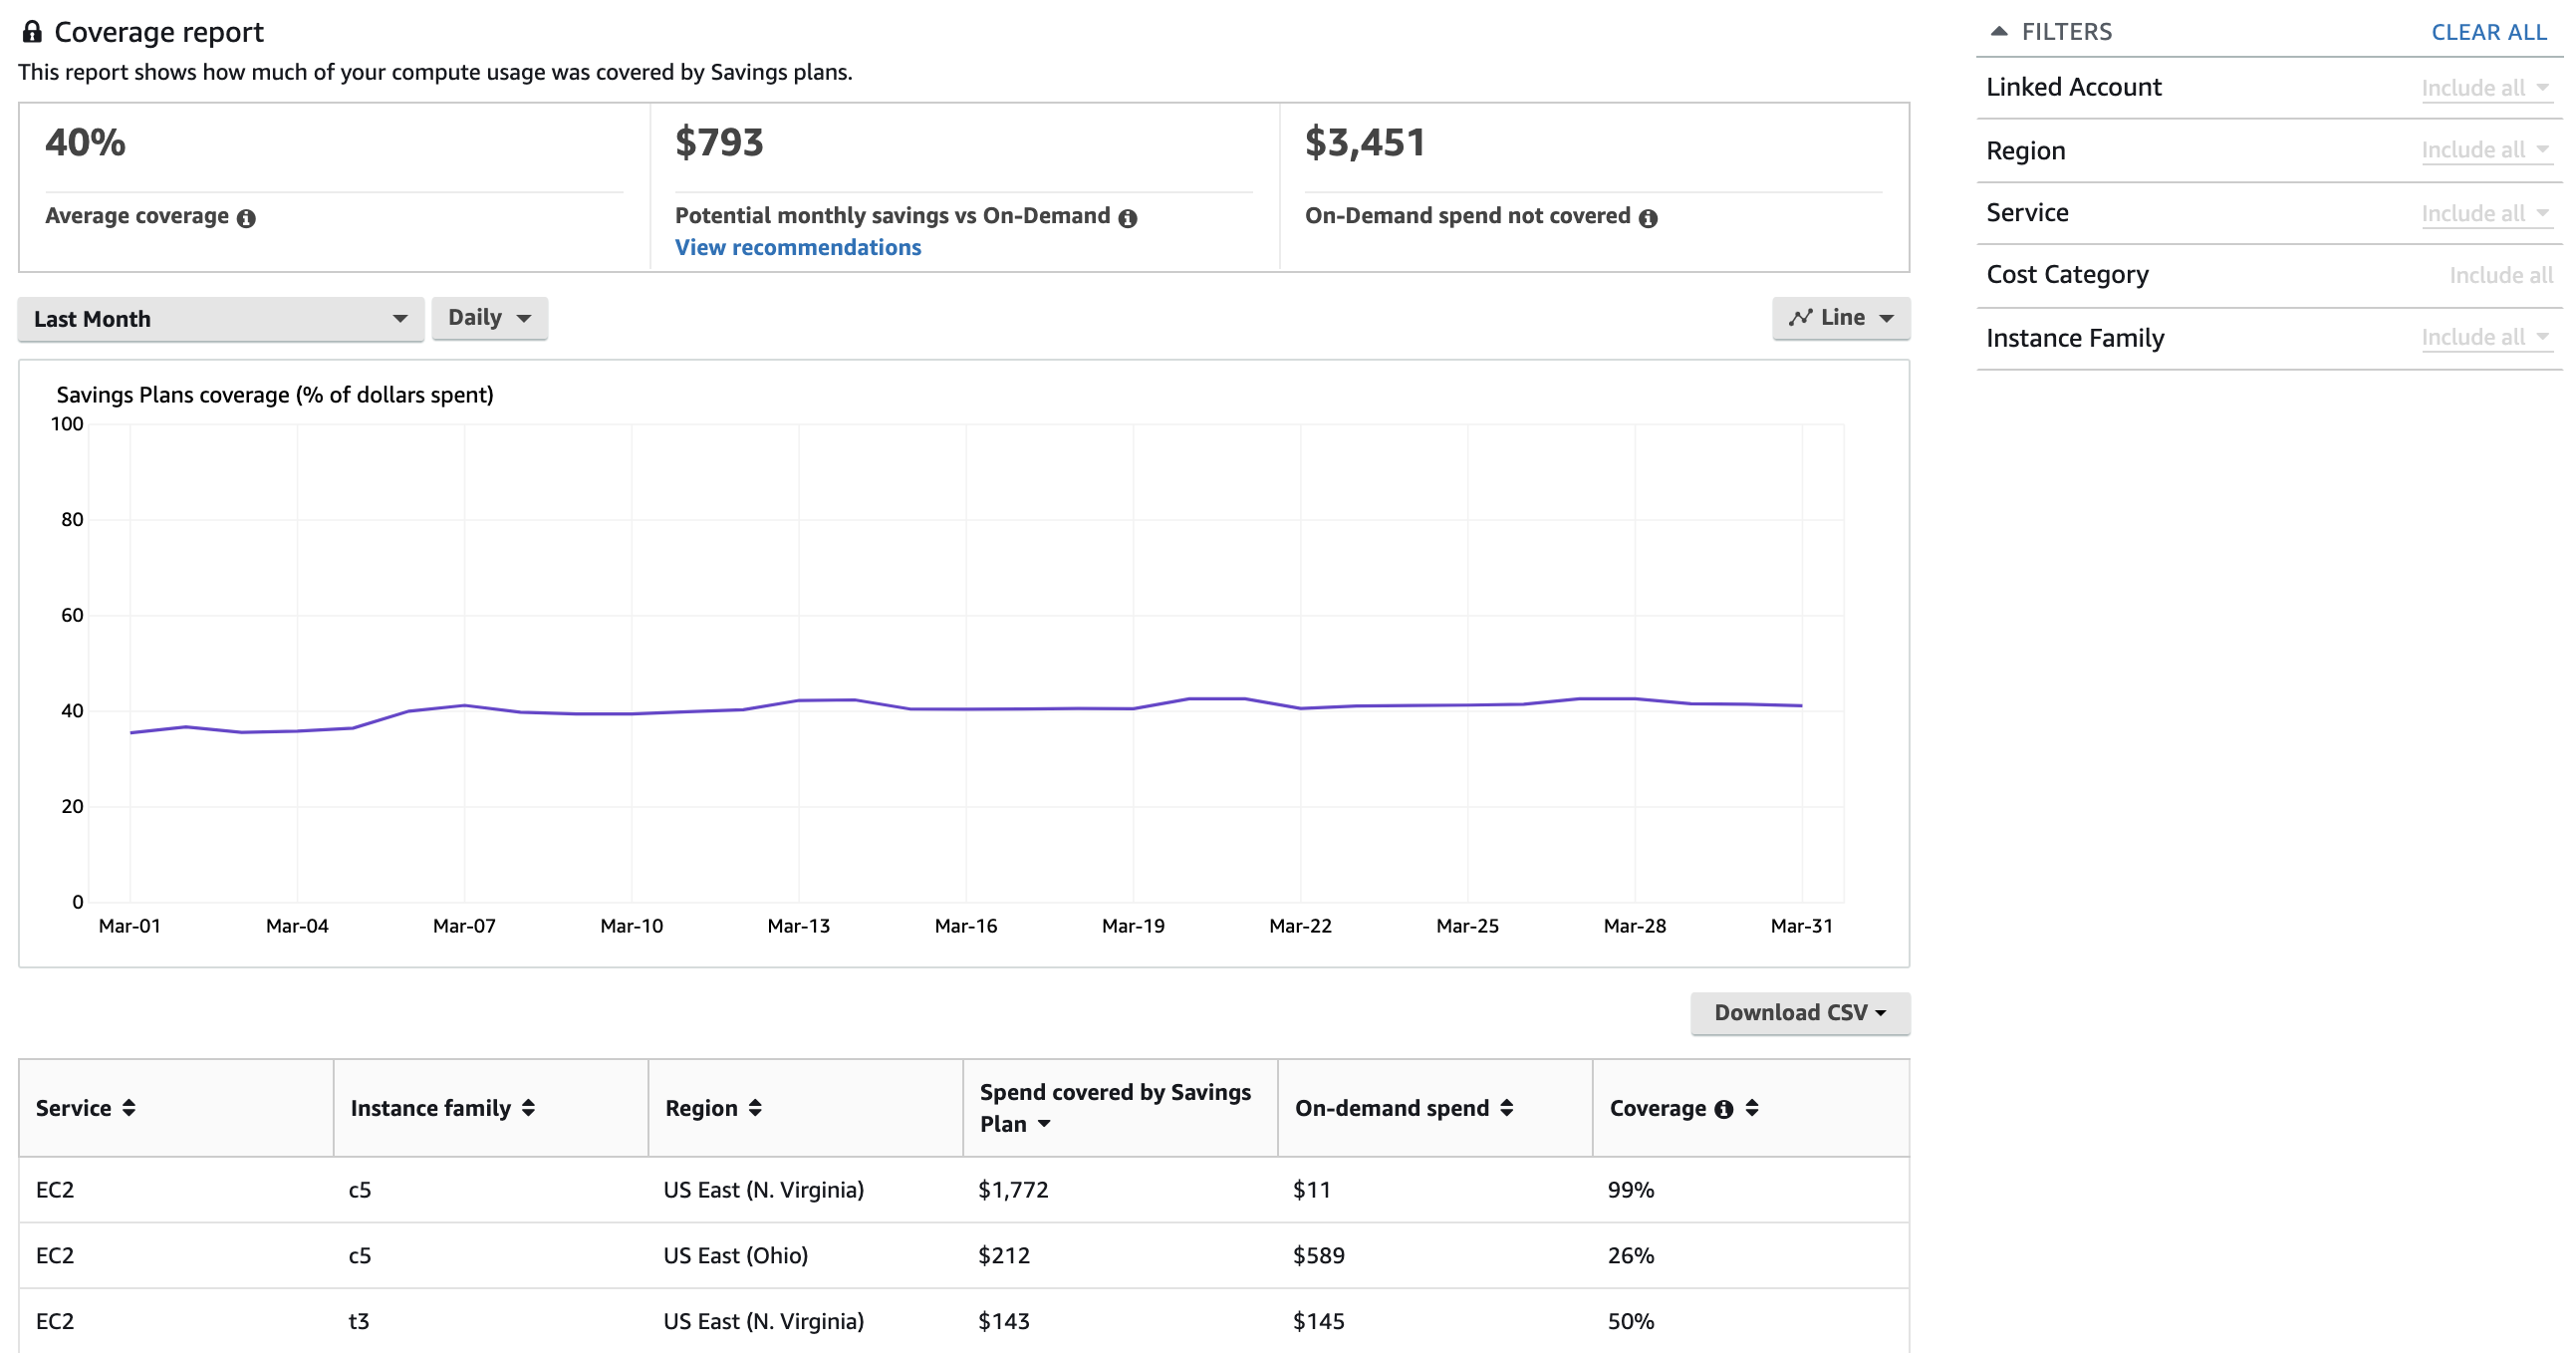 Coverage report
This report shows how much of your compute usage was covered by Savings plans.
40%
Average coverage
$793
Potential monthly savings vs On-Demand
View recommendations
$3,451
On-Demand spend not covered
Last Month
Daily
Line
Savings Plans coverage (% of dollars spent)
100
80
60
40
20
0
Mar-01 Mar-04 Mar-07 Mar-10 Mar-13 Mar-16 Mar-19 Mar-22 Mar-25 Mar-28 Mar-31
Download CSV
Service Instance family Region Spend covered by Savings Plan On-demand spend Coverage
EC2 c5 US East (N. Virginia) $1,772 $11 99%
EC2 c5 US East (Ohio) $212 $589 26%
EC2 t3 US East (N. Virginia) $143 $145 50%
FILTERS CLEAR ALL
Linked Account Include all
Region Include all
Service Include all
Cost Category Include all
Instance Family Include all